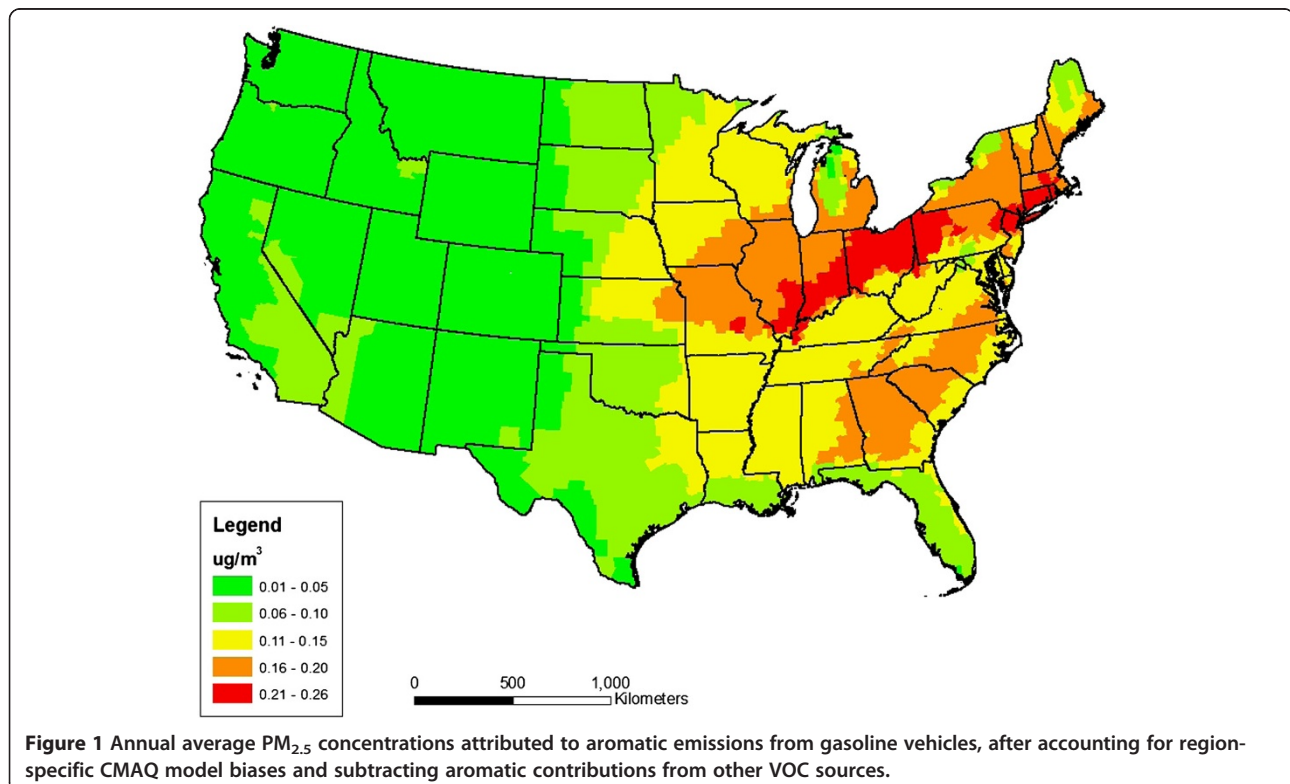 Legend
ug/m³
0.01 - 0.05
0.06 - 0.10
0.11 - 0.15
0.16 - 0.20
0.21 - 0.26
0 500 1,000
Kilometers
Figure 1 Annual average PM₂.₅ concentrations attributed to aromatic emissions from gasoline vehicles, after accounting for region-
specific CMAQ model biases and subtracting aromatic contributions from other VOC sources.